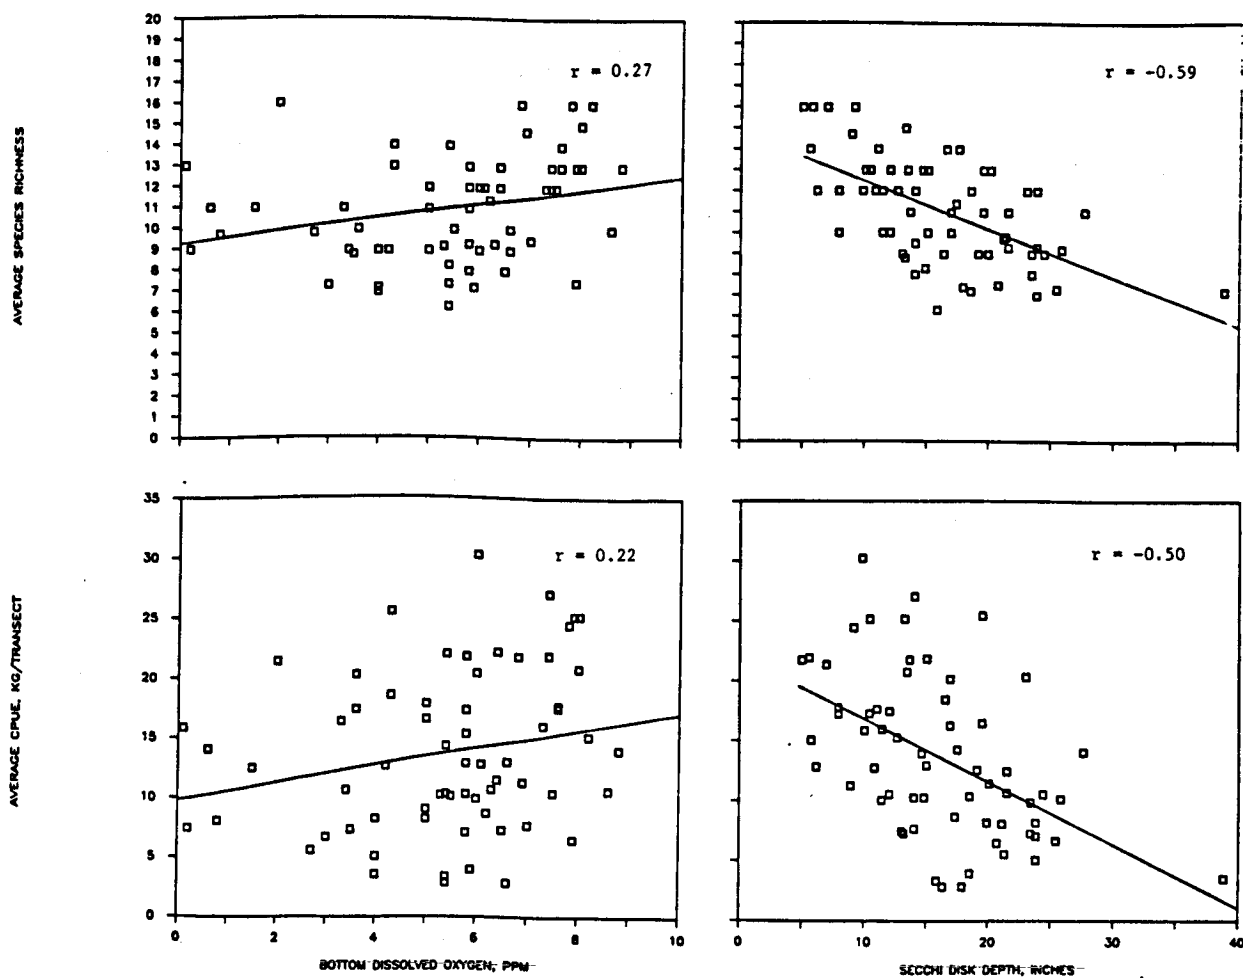 20
19
18
17
16
15
14
13
12
11
10
9
8
7
6
5
4
3
2
1
0
AVERAGE SPECIES RICHNESS
r = 0.27
r = -0.59
35
30
25
20
15
10
5
0
AVERAGE CPUE, KG/TRANSECT
r = 0.22
r = -0.50
0 2 4 6 8 10
0 10 20 30 40
BOTTOM DISSOLVED OXYGEN, PPM
SECCHI DISK DEPTH, INCHES